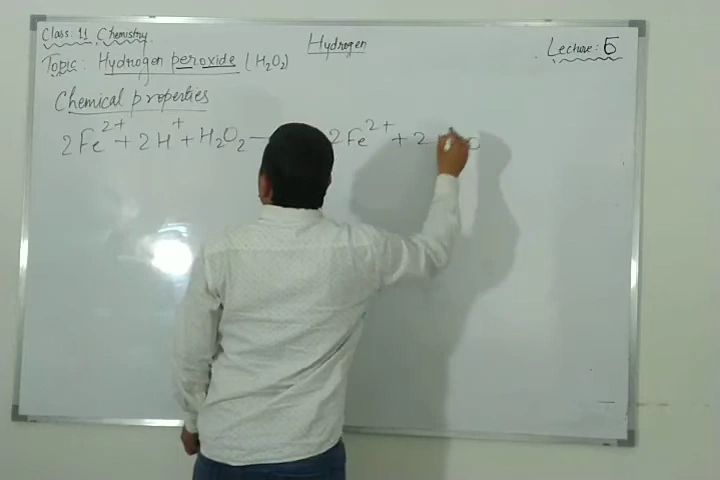 Class: 11 Chemistry
Hydrogen
Lecture: 5
Topic: Hydrogen peroxide (H₂O₂)
Chemical properties
2Fe²⁺ + 2H⁺ + H₂O₂ — 2Fe²⁺ + 2